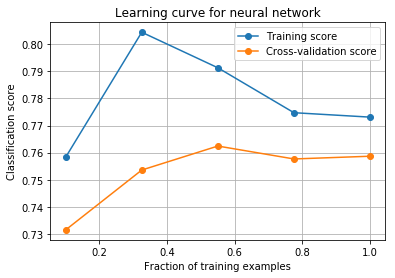 Learning curve for neural network
Training score
Cross-validation score
Classification score
0.80
0.79
0.78
0.77
0.76
0.75
0.74
0.73
0.2
0.4
0.6
0.8
1.0
Fraction of training examples